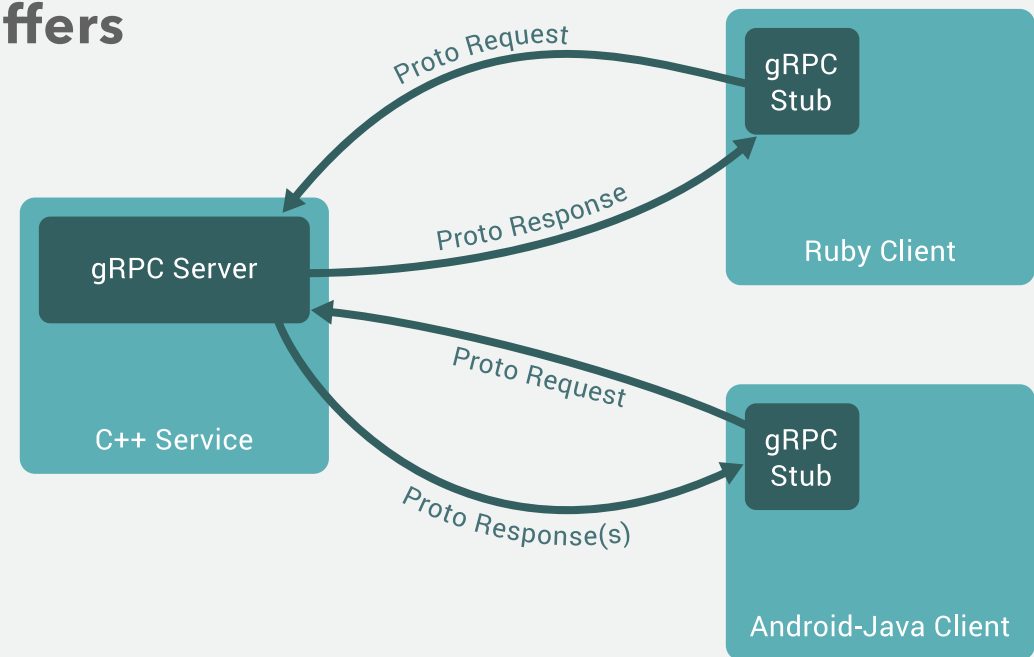 ffers
Proto Request
gRPC
Stub
Proto Response
Ruby Client
gRPC Server
Proto Request
C++ Service
gRPC
Stub
Proto Response(s)
Android-Java Client